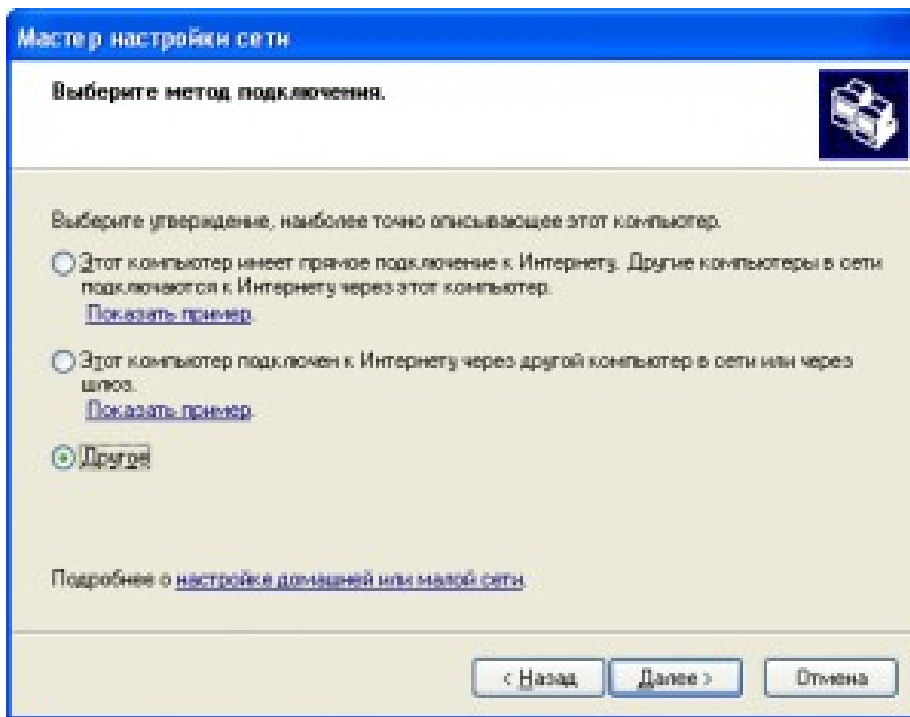 Мастер настройки сети
Выберите метод подключения.
Выберите утверждение, наиболее точно описывающее этот компьютер.
Этот компьютер имеет прямое подключение к Интернету. Другие компьютеры в сети
подключаются к Интернету через этот компьютер.
Показать пример.
Этот компьютер подключен к Интернету через другой компьютер в сети или через
шлюз.
Показать пример.
Другое
Подробнее о настройке домашней или малой сети.
< Назад Далее > Отмена